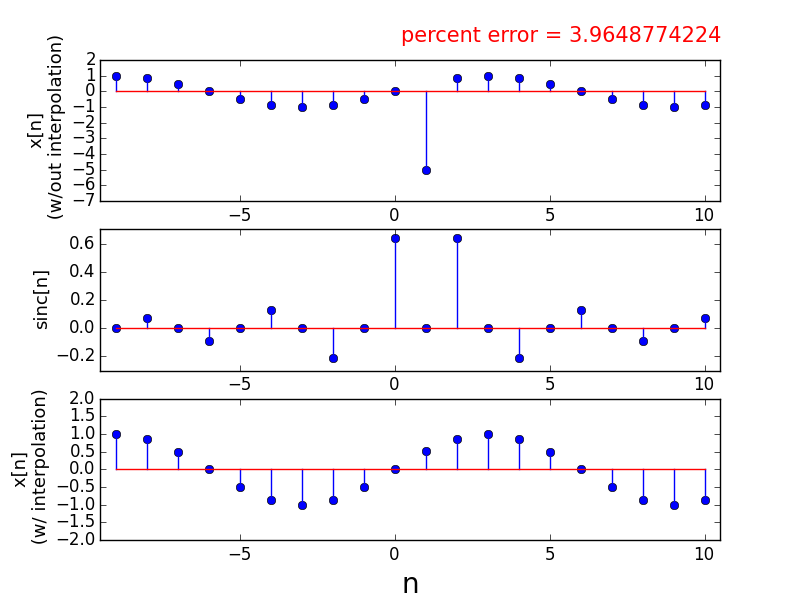 percent error = 3.9648774224
x[n]
(w/out interpolation)
2
1
0
−1
−2
−3
−4
−5
−6
−7
−5 0 5 10
sinc[n]
0.6
0.4
0.2
0.0
−0.2
−5 0 5 10
x[n]
(w/ interpolation)
2.0
1.5
1.0
0.5
0.0
−0.5
−1.0
−1.5
−2.0
−5 0 5 10
n